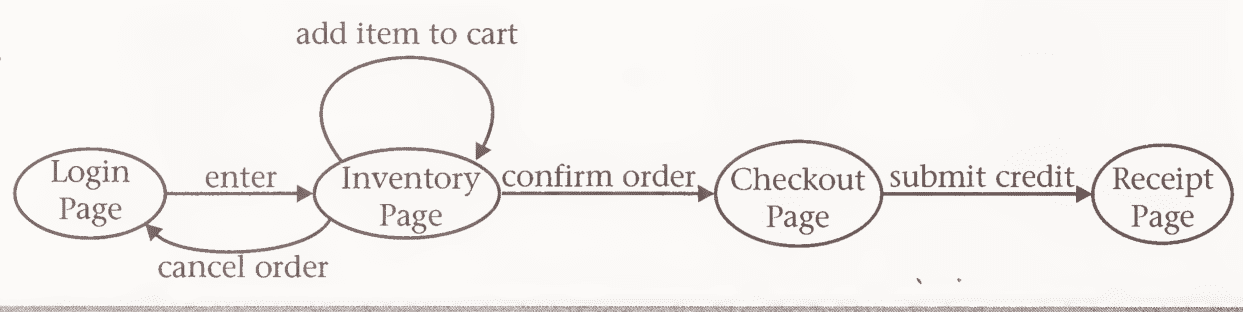 add item to cart
Login
Page
enter
Inventory
Page
confirm order
Checkout
Page
submit credit
Receipt
Page
cancel order